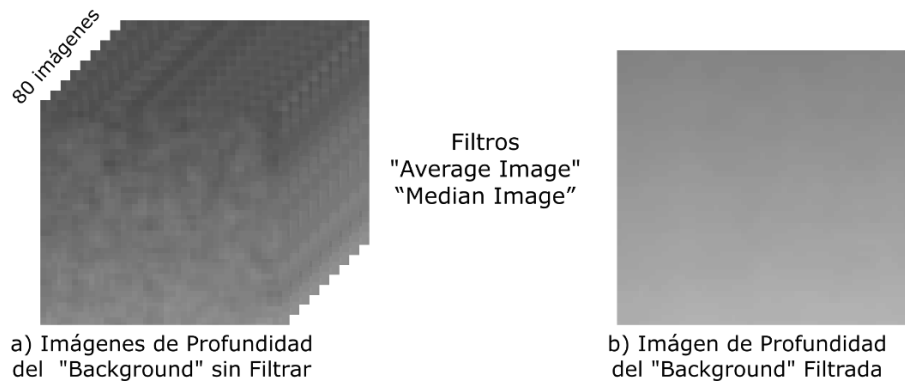 80 imágenes
Filtros
"Average Image"
“Median Image”
a) Imágenes de Profundidad
del "Background" sin Filtrar
b) Imágen de Profundidad
del "Background" Filtrada